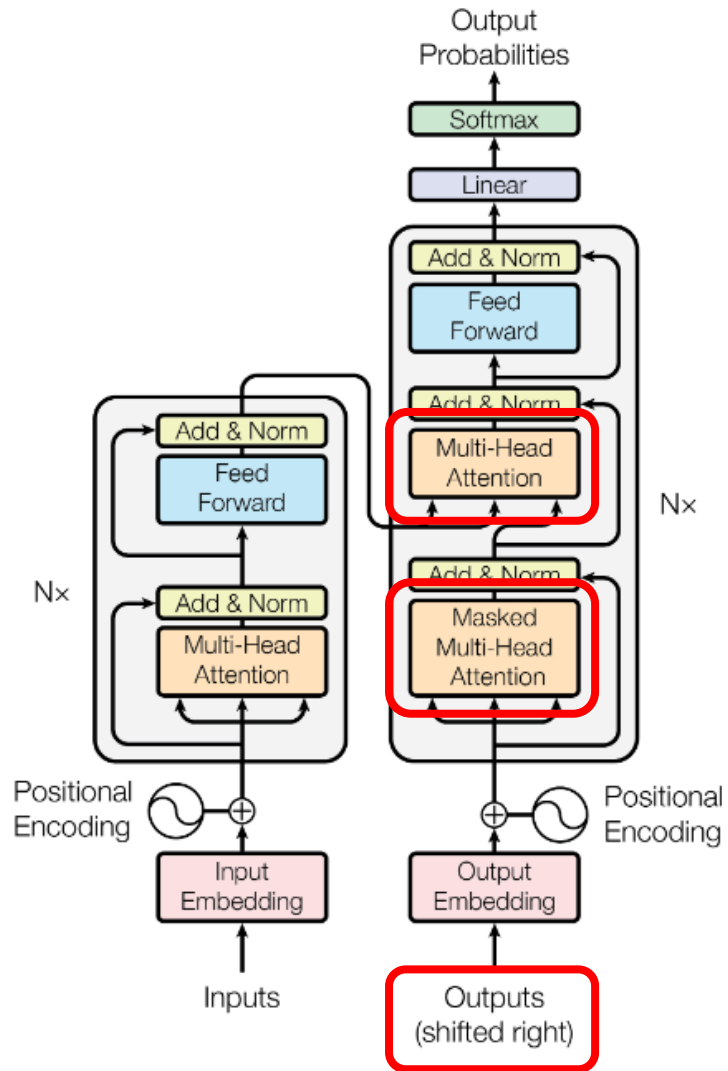 Output
Probabilities
Softmax
Linear
Add & Norm
Feed
Forward
Add & Norm
Multi-Head
Attention
Nx
Add & Norm
Masked
Multi-Head
Attention
Add & Norm
Feed
Forward
Nx
Add & Norm
Multi-Head
Attention
Positional
Encoding
Positional
Encoding
Input
Embedding
Output
Embedding
Inputs
Outputs
(shifted right)